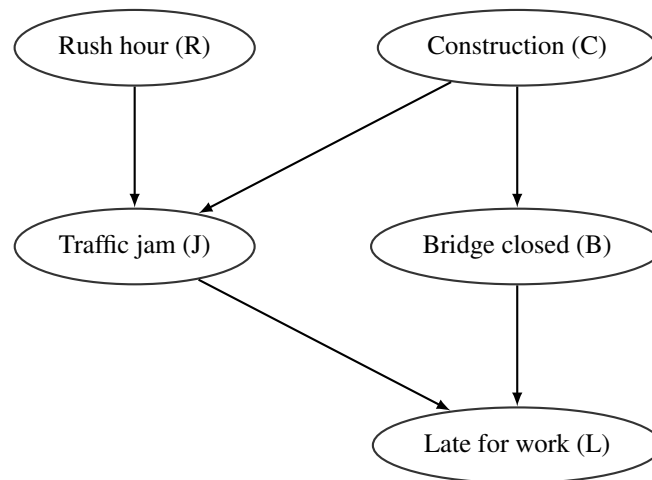 Rush hour (R)
Construction (C)
Traffic jam (J)
Bridge closed (B)
Late for work (L)